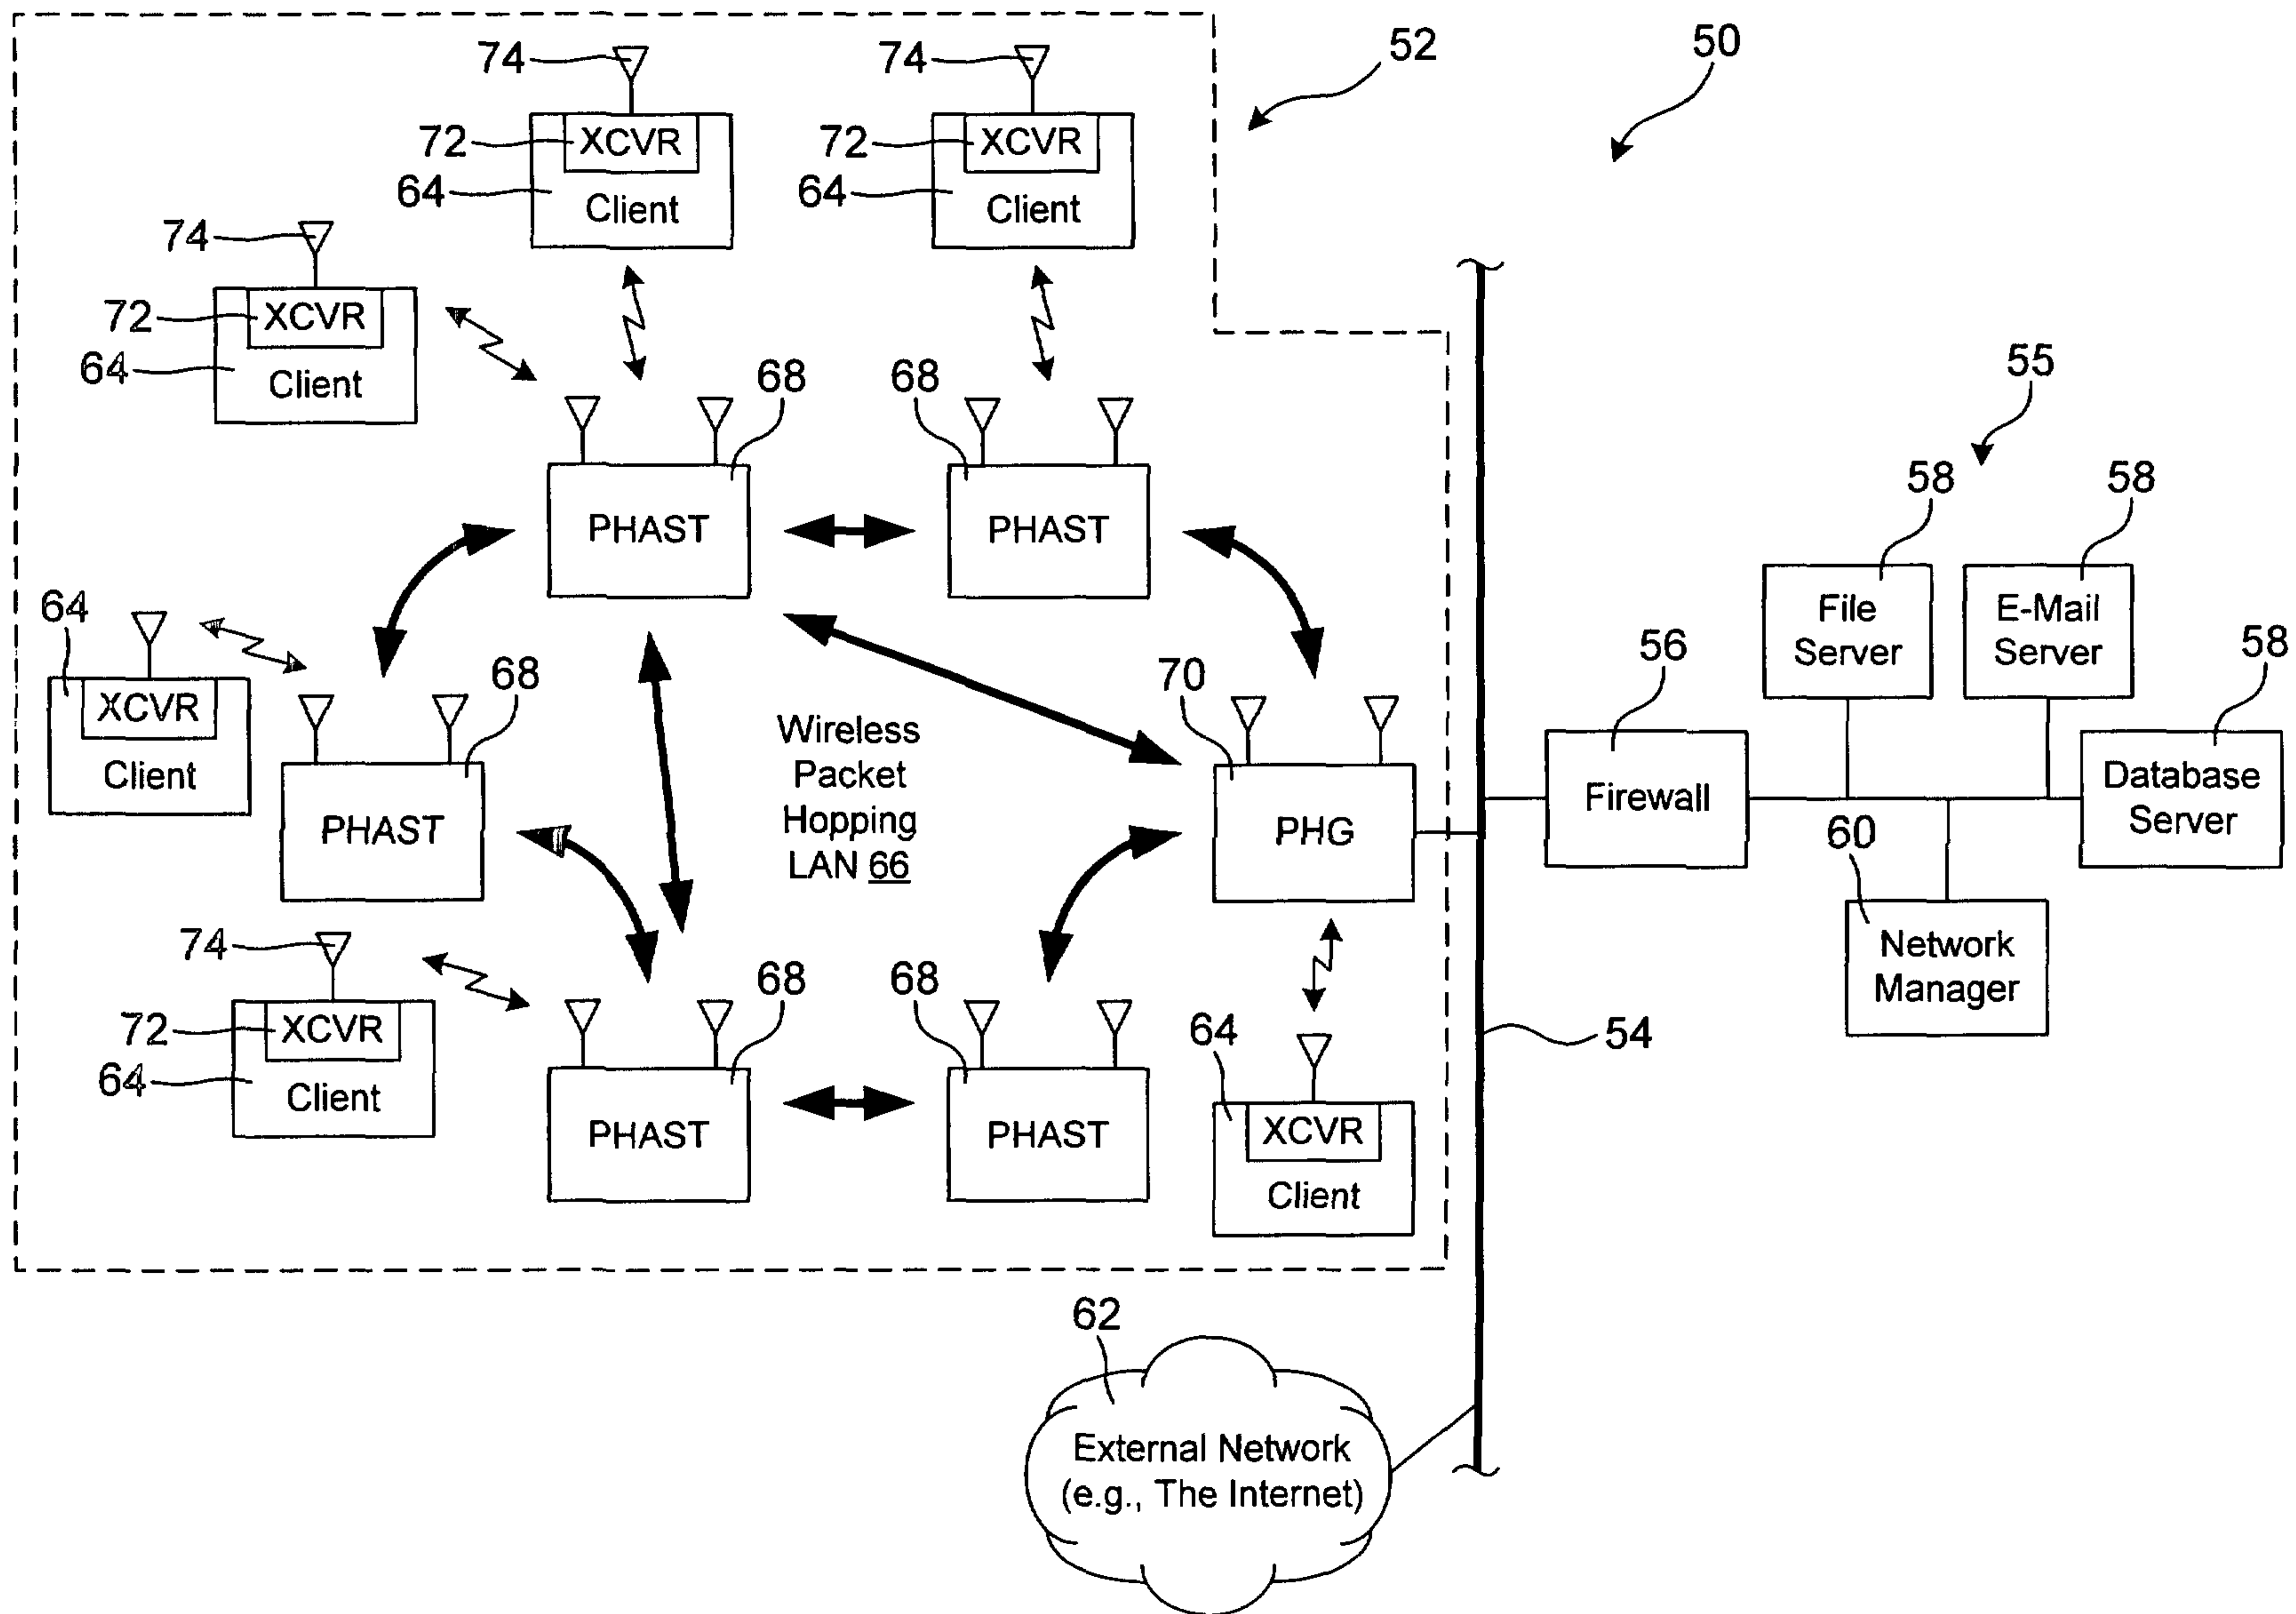 74
74
52
50
72
XCVR
72
XCVR
64
Client
64
Client
74
72
XCVR
64
Client
68
68
55
PHAST
PHAST
58
58
File
Server
E-Mail
Server
64
XCVR
Client
68
PHAST
Wireless
Packet
Hopping
LAN 66
70
PHG
56
Firewall
58
Database
Server
60
Network
Manager
74
72
XCVR
64
Client
68
PHAST
68
PHAST
64
XCVR
Client
54
62
External Network
(e.g., The Internet)